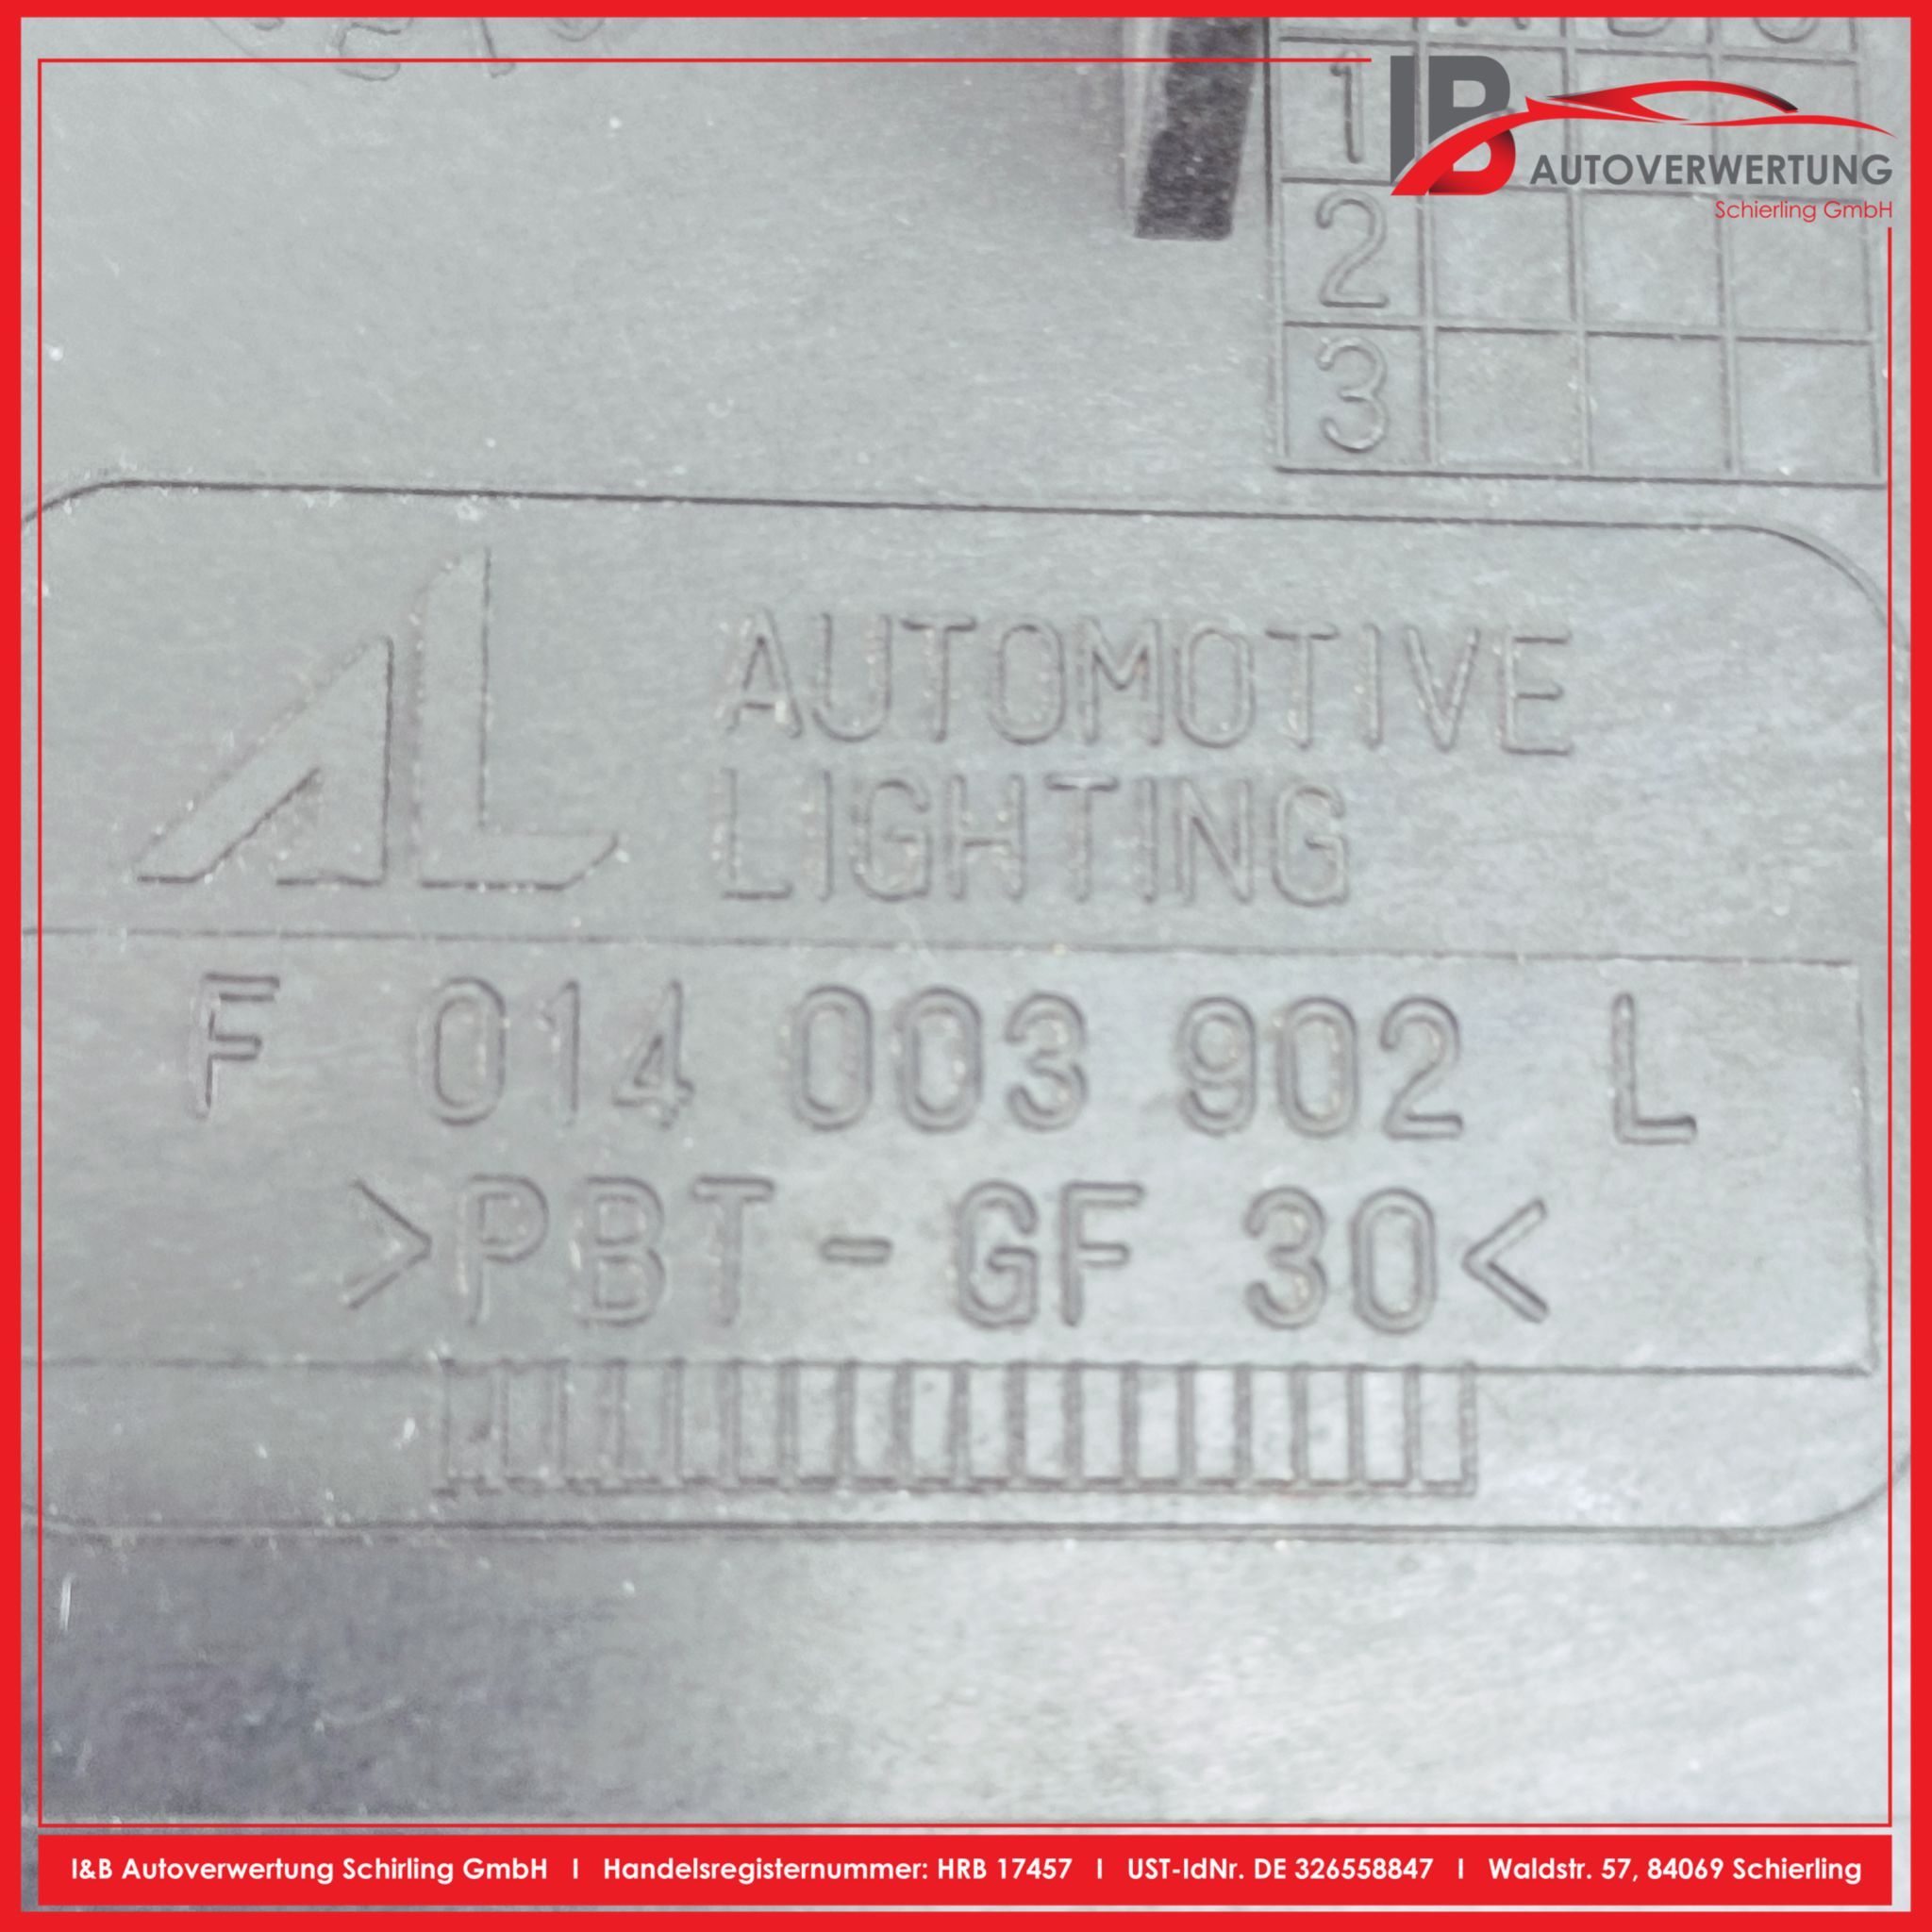 1
2
3
IB
AUTOVERWERTUNG
Schierling GmbH
AL
AUTOMOTIVE
LIGHTING
F 014 003 902 L
>PBT - GF 30<
I&B Autoverwertung Schirling GmbH I Handelsregisternummer: HRB 17457 I UST-IdNr. DE 326558847 I Waldstr. 57, 84069 Schierling